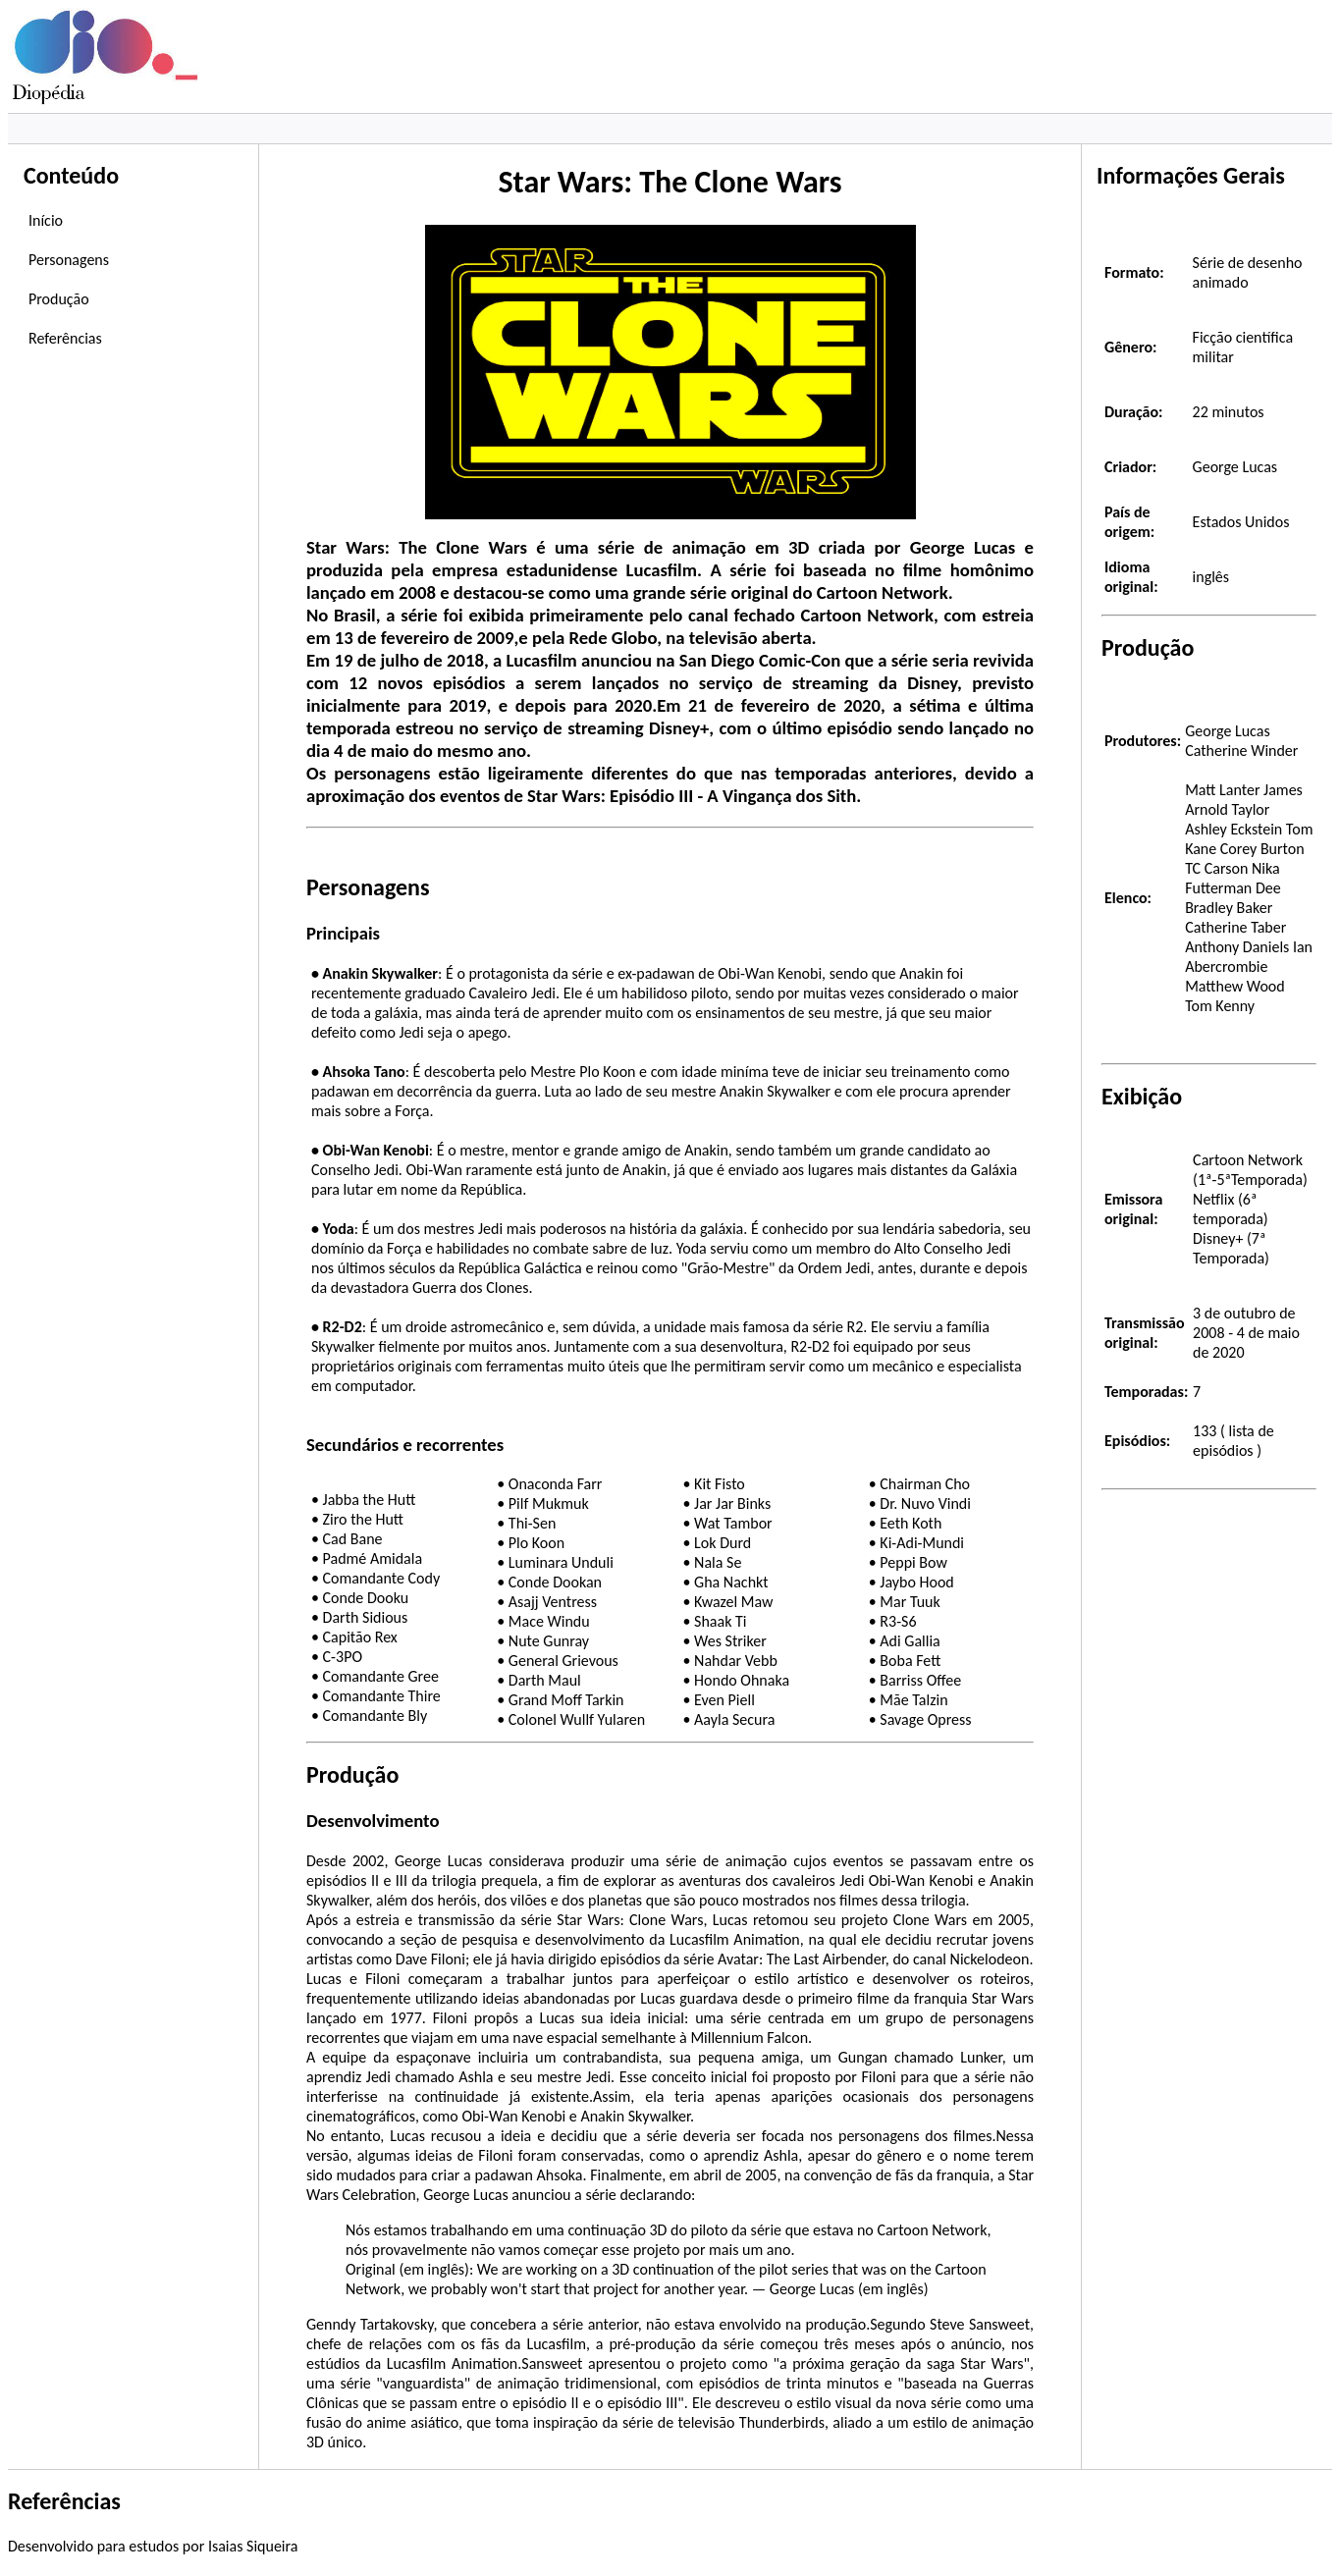 dio._
Diopédia
Conteúdo
Início
Personagens
Produção
Referências
Star Wars: The Clone Wars
STAR
THE
CLONE
WARS
WARS
Star Wars: The Clone Wars é uma série de animação em 3D criada por George Lucas e
produzida pela empresa estadunidense Lucasfilm. A série foi baseada no filme homônimo
lançado em 2008 e destacou-se como uma grande série original do Cartoon Network.
No Brasil, a série foi exibida primeiramente pelo canal fechado Cartoon Network, com estreia
em 13 de fevereiro de 2009,e pela Rede Globo, na televisão aberta.
Em 19 de julho de 2018, a Lucasfilm anunciou na San Diego Comic-Con que a série seria revivida
com 12 novos episódios a serem lançados no serviço de streaming da Disney, previsto
inicialmente para 2019, e depois para 2020.Em 21 de fevereiro de 2020, a sétima e última
temporada estreou no serviço de streaming Disney+, com o último episódio sendo lançado no
dia 4 de maio do mesmo ano.
Os personagens estão ligeiramente diferentes do que nas temporadas anteriores, devido a
aproximação dos eventos de Star Wars: Episódio III - A Vingança dos Sith.
Personagens
Principais
● Anakin Skywalker: É o protagonista da série e ex-padawan de Obi-Wan Kenobi, sendo que Anakin foi
recentemente graduado Cavaleiro Jedi. Ele é um habilidoso piloto, sendo por muitas vezes considerado o maior
de toda a galáxia, mas ainda terá de aprender muito com os ensinamentos de seu mestre, já que seu maior
defeito como Jedi seja o apego.
● Ahsoka Tano: É descoberta pelo Mestre Plo Koon e com idade miníma teve de iniciar seu treinamento como
padawan em decorrência da guerra. Luta ao lado de seu mestre Anakin Skywalker e com ele procura aprender
mais sobre a Força.
● Obi-Wan Kenobi: É o mestre, mentor e grande amigo de Anakin, sendo também um grande candidato ao
Conselho Jedi. Obi-Wan raramente está junto de Anakin, já que é enviado aos lugares mais distantes da Galáxia
para lutar em nome da República.
● Yoda: É um dos mestres Jedi mais poderosos na história da galáxia. É conhecido por sua lendária sabedoria, seu
domínio da Força e habilidades no combate sabre de luz. Yoda serviu como um membro do Alto Conselho Jedi
nos últimos séculos da República Galáctica e reinou como "Grão-Mestre" da Ordem Jedi, antes, durante e depois
da devastadora Guerra dos Clones.
● R2-D2: É um droide astromecânico e, sem dúvida, a unidade mais famosa da série R2. Ele serviu a família
Skywalker fielmente por muitos anos. Juntamente com a sua desenvoltura, R2-D2 foi equipado por seus
proprietários originais com ferramentas muito úteis que lhe permitiram servir como um mecânico e especialista
em computador.
Secundários e recorrentes
● Jabba the Hutt
● Ziro the Hutt
● Cad Bane
● Padmé Amidala
● Comandante Cody
● Conde Dooku
● Darth Sidious
● Capitão Rex
● C-3PO
● Comandante Gree
● Comandante Thire
● Comandante Bly
● Onaconda Farr
● Pilf Mukmuk
● Thi-Sen
● Plo Koon
● Luminara Unduli
● Conde Dookan
● Asajj Ventress
● Mace Windu
● Nute Gunray
● General Grievous
● Darth Maul
● Grand Moff Tarkin
● Colonel Wullf Yularen
● Kit Fisto
● Jar Jar Binks
● Wat Tambor
● Lok Durd
● Nala Se
● Gha Nachkt
● Kwazel Maw
● Shaak Ti
● Wes Striker
● Nahdar Vebb
● Hondo Ohnaka
● Even Piell
● Aayla Secura
● Chairman Cho
● Dr. Nuvo Vindi
● Eeth Koth
● Ki-Adi-Mundi
● Peppi Bow
● Jaybo Hood
● Mar Tuuk
● R3-S6
● Adi Gallia
● Boba Fett
● Barriss Offee
● Mãe Talzin
● Savage Opress
Produção
Desenvolvimento
Desde 2002, George Lucas considerava produzir uma série de animação cujos eventos se passavam entre os
episódios II e III da trilogia prequela, a fim de explorar as aventuras dos cavaleiros Jedi Obi-Wan Kenobi e Anakin
Skywalker, além dos heróis, dos vilões e dos planetas que são pouco mostrados nos filmes dessa trilogia.
Após a estreia e transmissão da série Star Wars: Clone Wars, Lucas retomou seu projeto Clone Wars em 2005,
convocando a seção de pesquisa e desenvolvimento da Lucasfilm Animation, na qual ele decidiu recrutar jovens
artistas como Dave Filoni; ele já havia dirigido episódios da série Avatar: The Last Airbender, do canal Nickelodeon.
Lucas e Filoni começaram a trabalhar juntos para aperfeiçoar o estilo artístico e desenvolver os roteiros,
frequentemente utilizando ideias abandonadas por Lucas guardava desde o primeiro filme da franquia Star Wars
lançado em 1977. Filoni propôs a Lucas sua ideia inicial: uma série centrada em um grupo de personagens
recorrentes que viajam em uma nave espacial semelhante à Millennium Falcon.
A equipe da espaçonave incluiria um contrabandista, sua pequena amiga, um Gungan chamado Lunker, um
aprendiz Jedi chamado Ashla e seu mestre Jedi. Esse conceito inicial foi proposto por Filoni para que a série não
interferisse na continuidade já existente.Assim, ela teria apenas aparições ocasionais dos personagens
cinematográficos, como Obi-Wan Kenobi e Anakin Skywalker.
No entanto, Lucas recusou a ideia e decidiu que a série deveria ser focada nos personagens dos filmes.Nessa
versão, algumas ideias de Filoni foram conservadas, como o aprendiz Ashla, apesar do gênero e o nome terem
sido mudados para criar a padawan Ahsoka. Finalmente, em abril de 2005, na convenção de fãs da franquia, a Star
Wars Celebration, George Lucas anunciou a série declarando:
Nós estamos trabalhando em uma continuação 3D do piloto da série que estava no Cartoon Network,
nós provavelmente não vamos começar esse projeto por mais um ano.
Original (em inglês): We are working on a 3D continuation of the pilot series that was on the Cartoon
Network, we probably won't start that project for another year. — George Lucas (em inglês)
Genndy Tartakovsky, que concebera a série anterior, não estava envolvido na produção.Segundo Steve Sansweet,
chefe de relações com os fãs da Lucasfilm, a pré-produção da série começou três meses após o anúncio, nos
estúdios da Lucasfilm Animation.Sansweet apresentou o projeto como "a próxima geração da saga Star Wars",
uma série "vanguardista" de animação tridimensional, com episódios de trinta minutos e "baseada na Guerras
Clônicas que se passam entre o episódio II e o episódio III". Ele descreveu o estilo visual da nova série como uma
fusão do anime asiático, que toma inspiração da série de televisão Thunderbirds, aliado a um estilo de animação
3D único.
Informações Gerais
Formato:
Série de desenho
animado
Gênero:
Ficção científica
militar
Duração:
22 minutos
Criador:
George Lucas
País de
origem:
Estados Unidos
Idioma
original:
inglês
Produção
Produtores:
George Lucas
Catherine Winder
Elenco:
Matt Lanter James
Arnold Taylor
Ashley Eckstein Tom
Kane Corey Burton
TC Carson Nika
Futterman Dee
Bradley Baker
Catherine Taber
Anthony Daniels Ian
Abercrombie
Matthew Wood
Tom Kenny
Exibição
Emissora
original:
Cartoon Network
(1ª-5ªTemporada)
Netflix (6ª
temporada)
Disney+ (7ª
Temporada)
Transmissão
original:
3 de outubro de
2008 - 4 de maio
de 2020
Temporadas: 7
Episódios:
133 ( lista de
episódios )
Referências
Desenvolvido para estudos por Isaias Siqueira